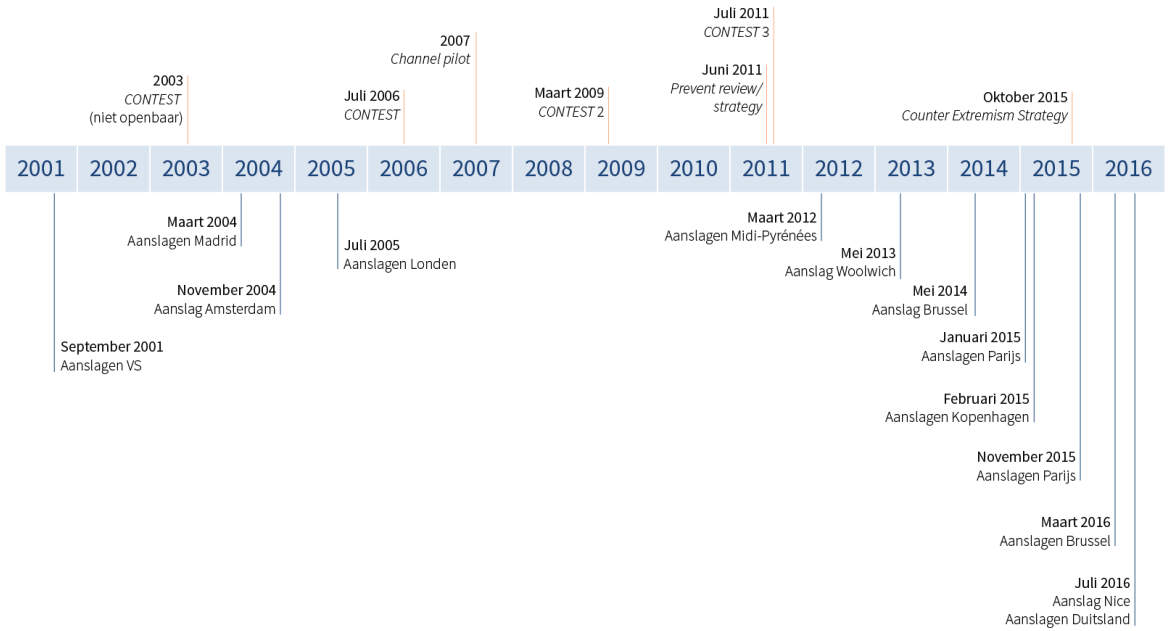 Juli 2011
CONTEST 3
2007
Channel pilot
Juni 2011
Prevent review/
strategy
2003
CONTEST
(niet openbaar)
Juli 2006
CONTEST
Maart 2009
CONTEST 2
Oktober 2015
Counter Extremism Strategy
2001 2002 2003 2004 2005 2006 2007 2008 2009 2010 2011 2012 2013 2014 2015 2016
Maart 2004
Aanslagen Madrid
November 2004
Aanslag Amsterdam
September 2001
Aanslagen VS
Juli 2005
Aanslagen Londen
Maart 2012
Aanslagen Midi-Pyrénées
Mei 2013
Aanslag Woolwich
Mei 2014
Aanslag Brussel
Januari 2015
Aanslagen Parijs
Februari 2015
Aanslagen Kopenhagen
November 2015
Aanslagen Parijs
Maart 2016
Aanslagen Brussel
Juli 2016
Aanslag Nice
Aanslagen Duitsland